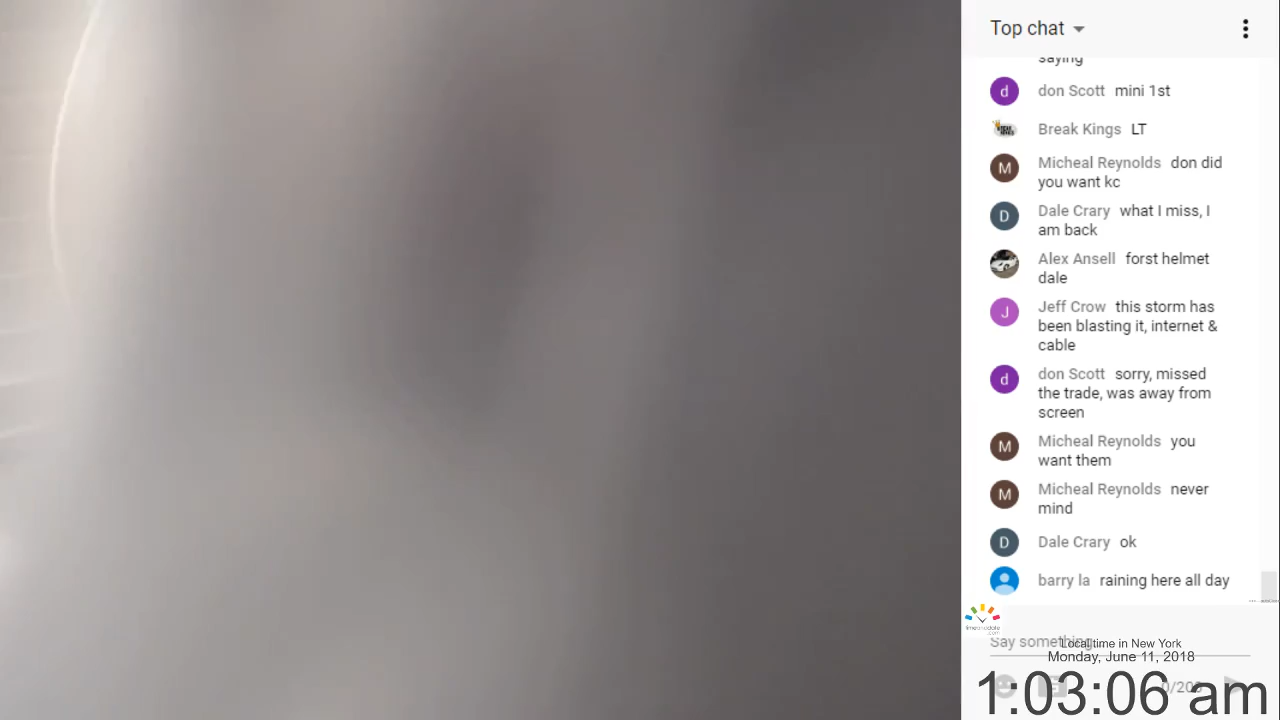 Top chat
saying
don Scott mini 1st
Break Kings LT
Micheal Reynolds don did
you want kc
Dale Crary what I miss, I
am back
Alex Ansell forst helmet
dale
Jeff Crow this storm has
been blasting it, internet &
cable
don Scott sorry, missed
the trade, was away from
screen
Micheal Reynolds you
want them
Micheal Reynolds never
mind
Dale Crary ok
barry la raining here all day
Say something...
Local time in New York
Monday, June 11, 2018
1:03:06 am